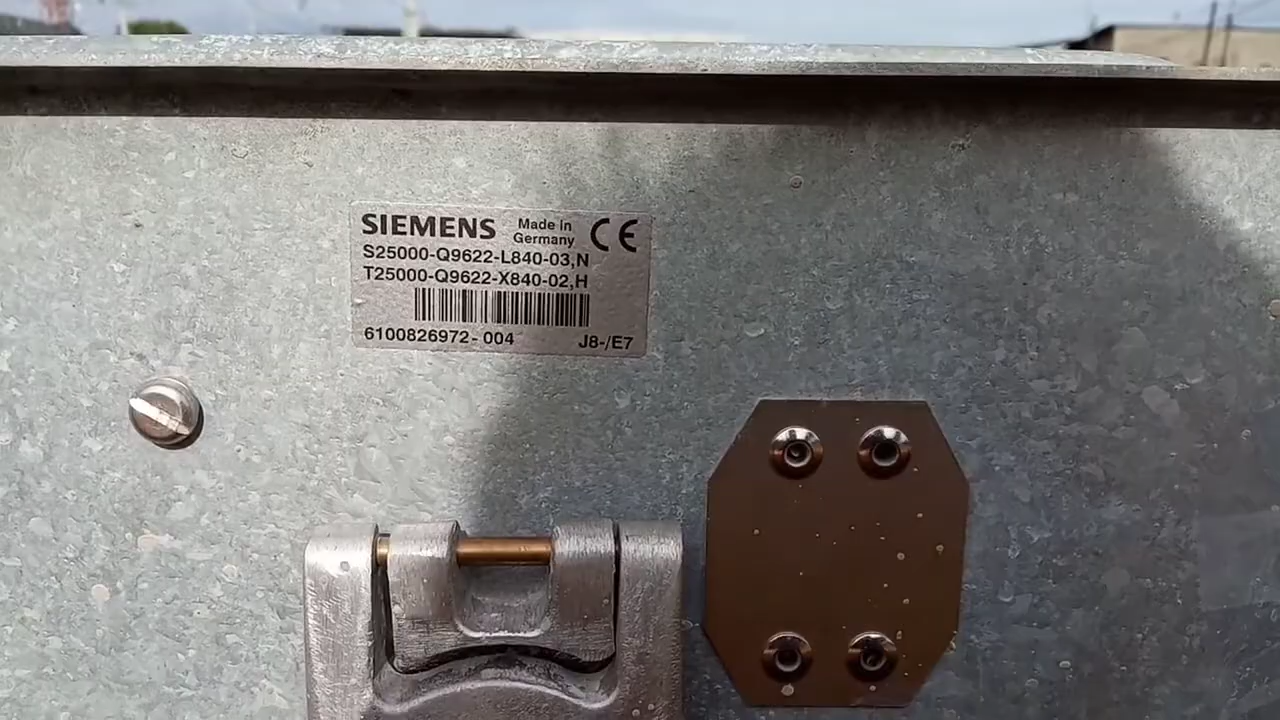 SIEMENS Made in Germany CE
S25000-Q9622-L840-03,N
T25000-Q9622-X840-02,H
6100826972-004 J8-/E7